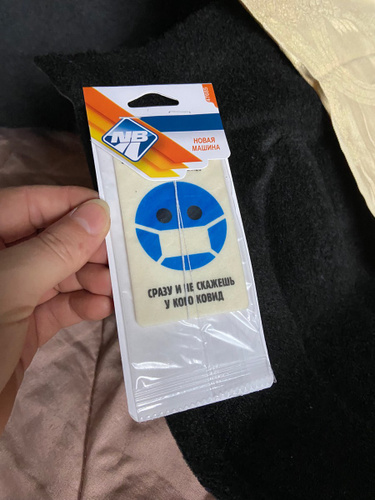 NB
НОВАЯ
МАШИНА
СРАЗУ И НЕ СКАЖЕШЬ
У КОГО КОВИД